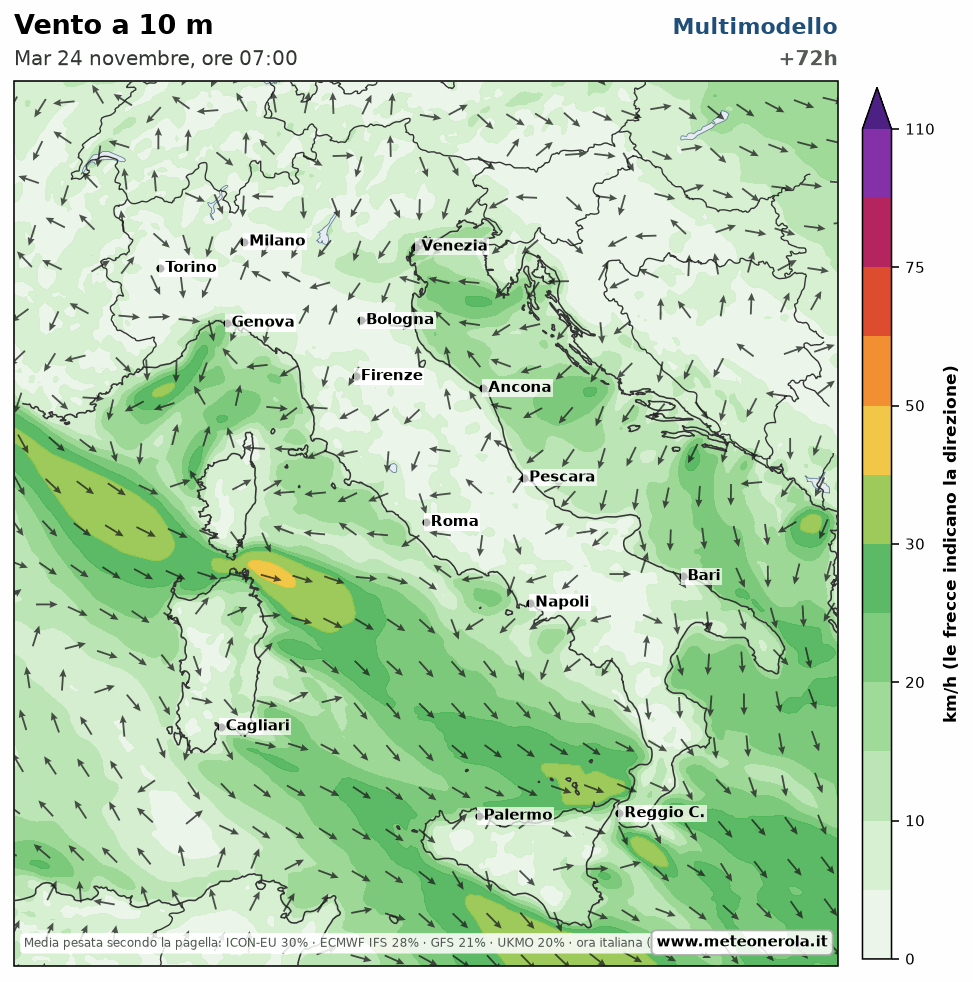 Vento a 10 m
Multimodello
Mar 24 novembre, ore 07:00
+72h
Milano
Venezia
Torino
Genova
Bologna
Firenze
Ancona
Pescara
Roma
Bari
Napoli
Cagliari
Palermo
Reggio C.
110
75
50
30
20
10
0
km/h (le frecce indicano la direzione)
Media pesata secondo la pagella: ICON-EU 30% · ECMWF IFS 28% · GFS 21% · UKMO 20% · ora italiana (
www.meteonerola.it